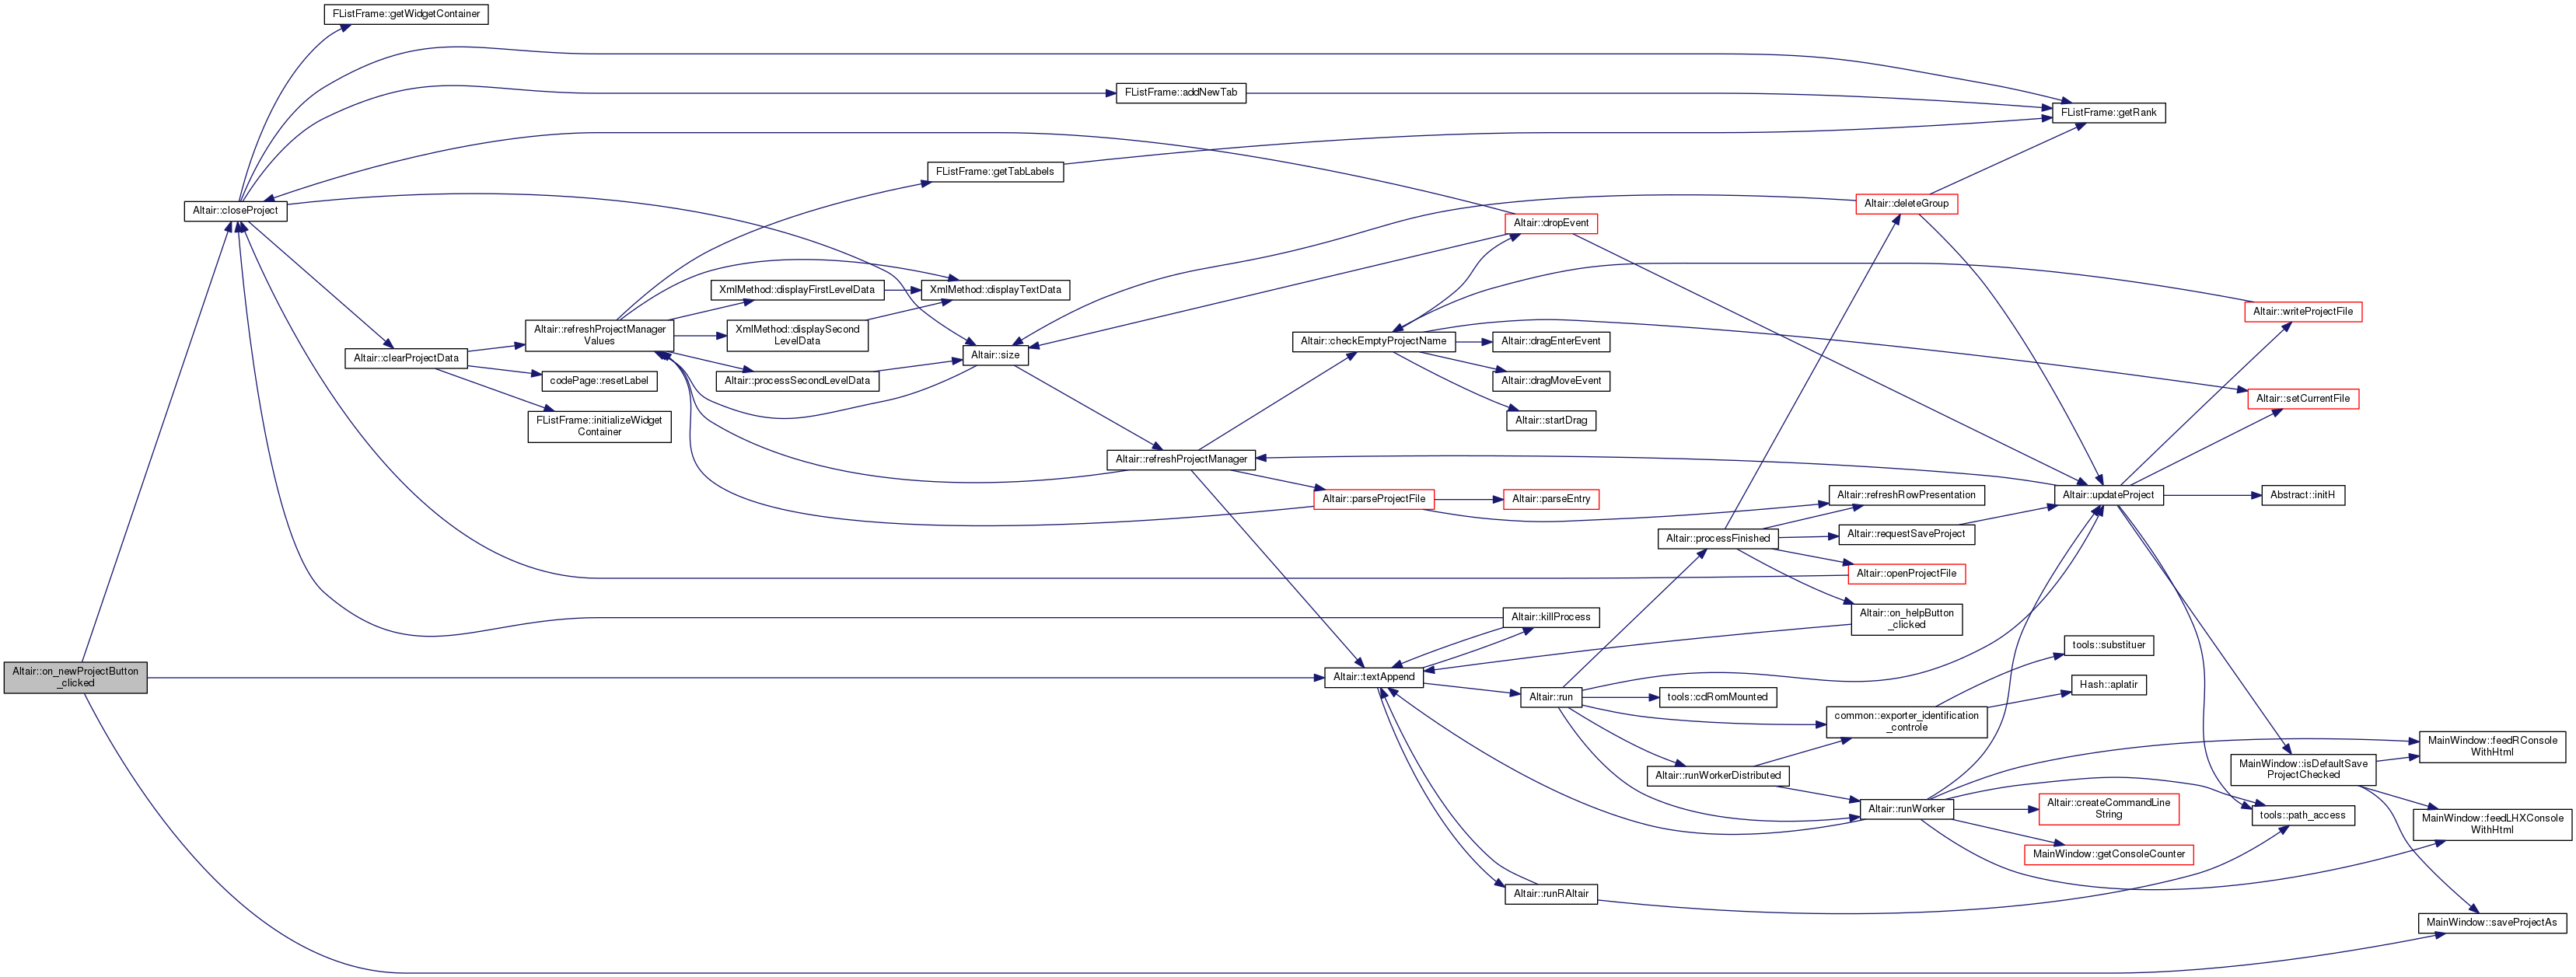 FListFrame::getWidgetContainer
FListFrame::addNewTab
FListFrame::getRank
FListFrame::getTabLabels
Altair::closeProject
Altair::deleteGroup
Altair::dropEvent
XmlMethod::displayFirstLevelData
XmlMethod::displayTextData
Altair::writeProjectFile
Altair::refreshProjectManager
Values
XmlMethod::displaySecond
LevelData
Altair::checkEmptyProjectName
Altair::dragEnterEvent
Altair::clearProjectData
Altair::size
codePage::resetLabel
Altair::processSecondLevelData
Altair::dragMoveEvent
Altair::setCurrentFile
FListFrame::initializeWidget
Container
Altair::startDrag
Altair::refreshProjectManager
Altair::parseProjectFile
Altair::parseEntry
Altair::refreshRowPresentation
Altair::updateProject
Abstract::initH
Altair::processFinished
Altair::requestSaveProject
Altair::openProjectFile
Altair::killProcess
Altair::on_helpButton
_clicked
tools::substituer
Altair::on_newProjectButton
_clicked
Altair::textAppend
Altair::run
tools::cdRomMounted
Hash::aplatir
common::exporter_identification
_controle
MainWindow::feedRConsole
WithHtml
Altair::runWorkerDistributed
MainWindow::isDefaultSave
ProjectChecked
Altair::runWorker
Altair::createCommandLine
String
tools::path_access
MainWindow::feedLHXConsole
WithHtml
MainWindow::getConsoleCounter
Altair::runRAltair
MainWindow::saveProjectAs